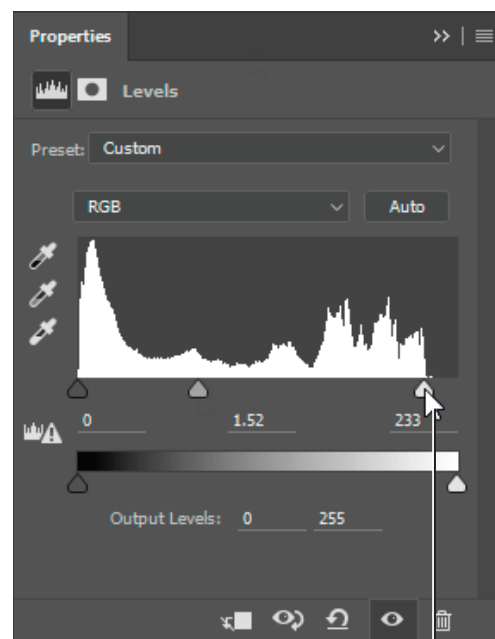 Properties
Levels
Preset: Custom
RGB Auto
0 1.52 233
Output Levels: 0 255